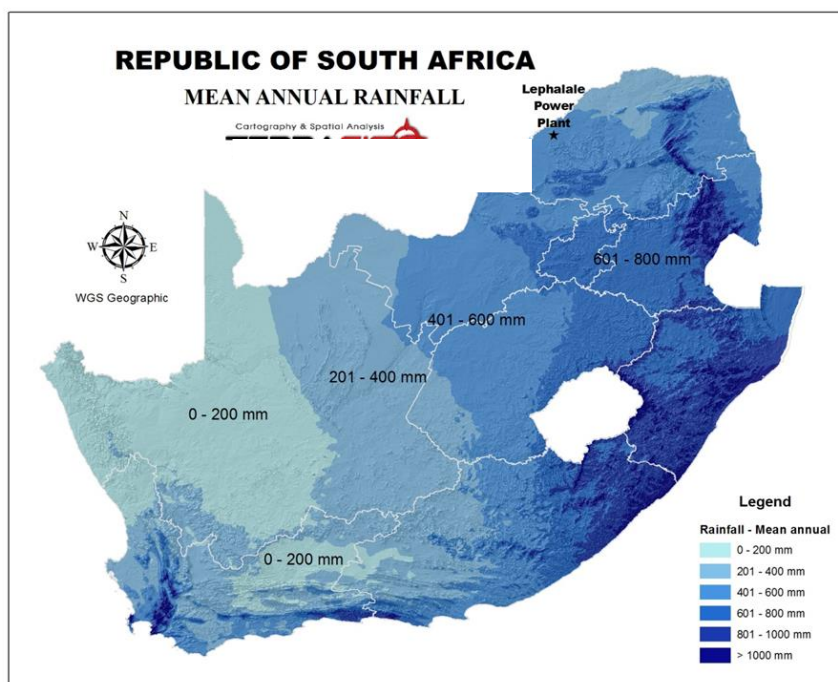 REPUBLIC OF SOUTH AFRICA
MEAN ANNUAL RAINFALL
Cartography & Spatial Analysis
Lephalale
Power
Plant
N
W E
S
WGS Geographic
601 - 800 mm
401 - 600 mm
201 - 400 mm
0 - 200 mm
0 - 200 mm
Legend
Rainfall - Mean annual
0 - 200 mm
201 - 400 mm
401 - 600 mm
601 - 800 mm
801 - 1000 mm
> 1000 mm